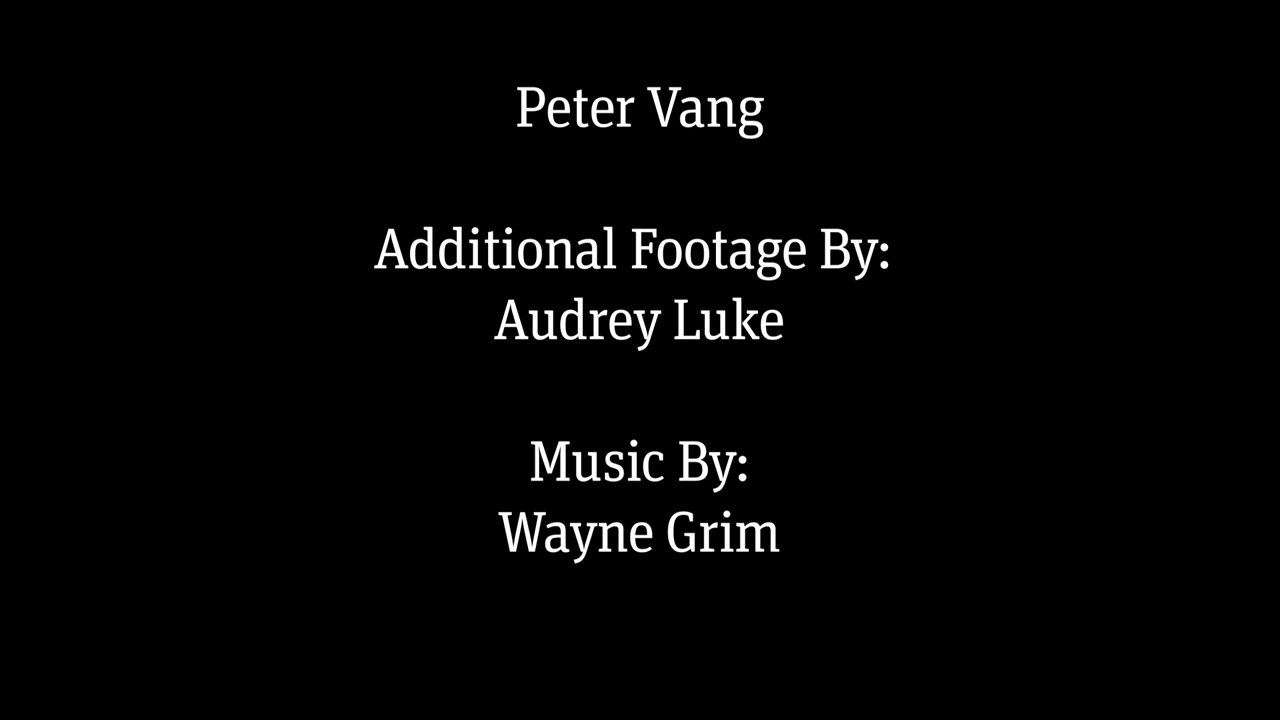 Peter Vang
Additional Footage By:
Audrey Luke
Music By:
Wayne Grim